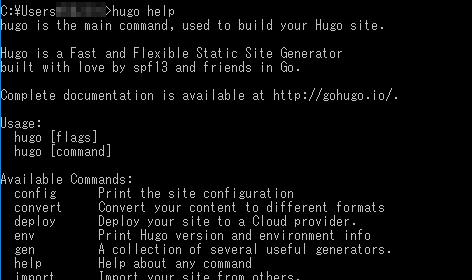 C:¥Users>hugo help
hugo is the main command, used to build your Hugo site.
Hugo is a Fast and Flexible Static Site Generator
built with love by spf13 and friends in Go.
Complete documentation is available at http://gohugo.io/.
Usage:
hugo [flags]
hugo [command]
Available Commands:
config Print the site configuration
convert Convert your content to different formats
deploy Deploy your site to a Cloud provider.
env Print Hugo version and environment info
gen A collection of several useful generators.
help Help about any command
import Import your site from others.